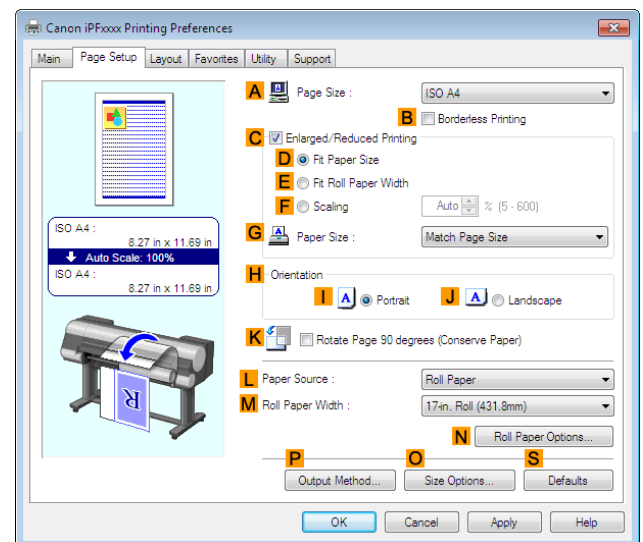 Canon iPFxxxx Printing Preferences
Main Page Setup Layout Favorites Utility Support
A Page Size : ISO A4
B Borderless Printing
C Enlarged/Reduced Printing
D Fit Paper Size
E Fit Roll Paper Width
F Scaling Auto % (5 - 600)
G Paper Size : Match Page Size
ISO A4 :
8.27 in x 11.69 in
Auto Scale: 100%
ISO A4 :
8.27 in x 11.69 in
H Orientation
I A Portrait J A Landscape
K Rotate Page 90 degrees (Conserve Paper)
R
L Paper Source : Roll Paper
M Roll Paper Width : 17-in. Roll (431.8mm)
N Roll Paper Options...
P O S
Output Method... Size Options... Defaults
OK Cancel Apply Help